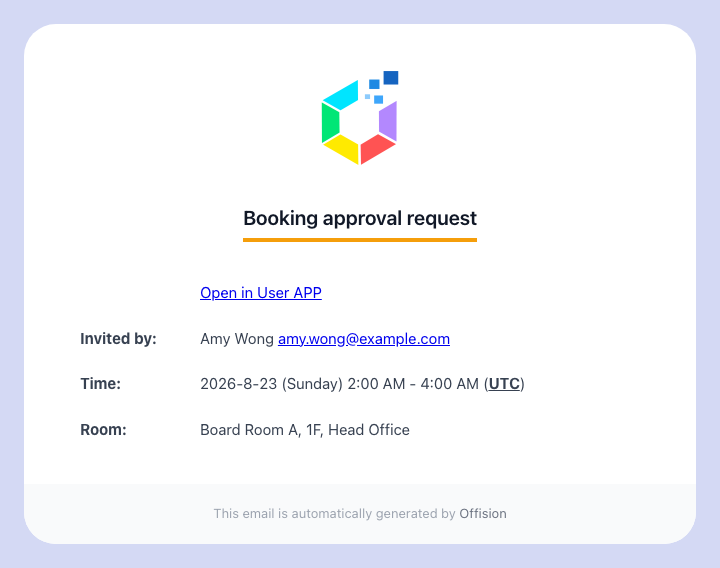 Booking approval request
Open in User APP
Invited by: Amy Wong amy.wong@example.com
Time: 2026-8-23 (Sunday) 2:00 AM - 4:00 AM (UTC)
Room: Board Room A, 1F, Head Office
This email is automatically generated by Offision